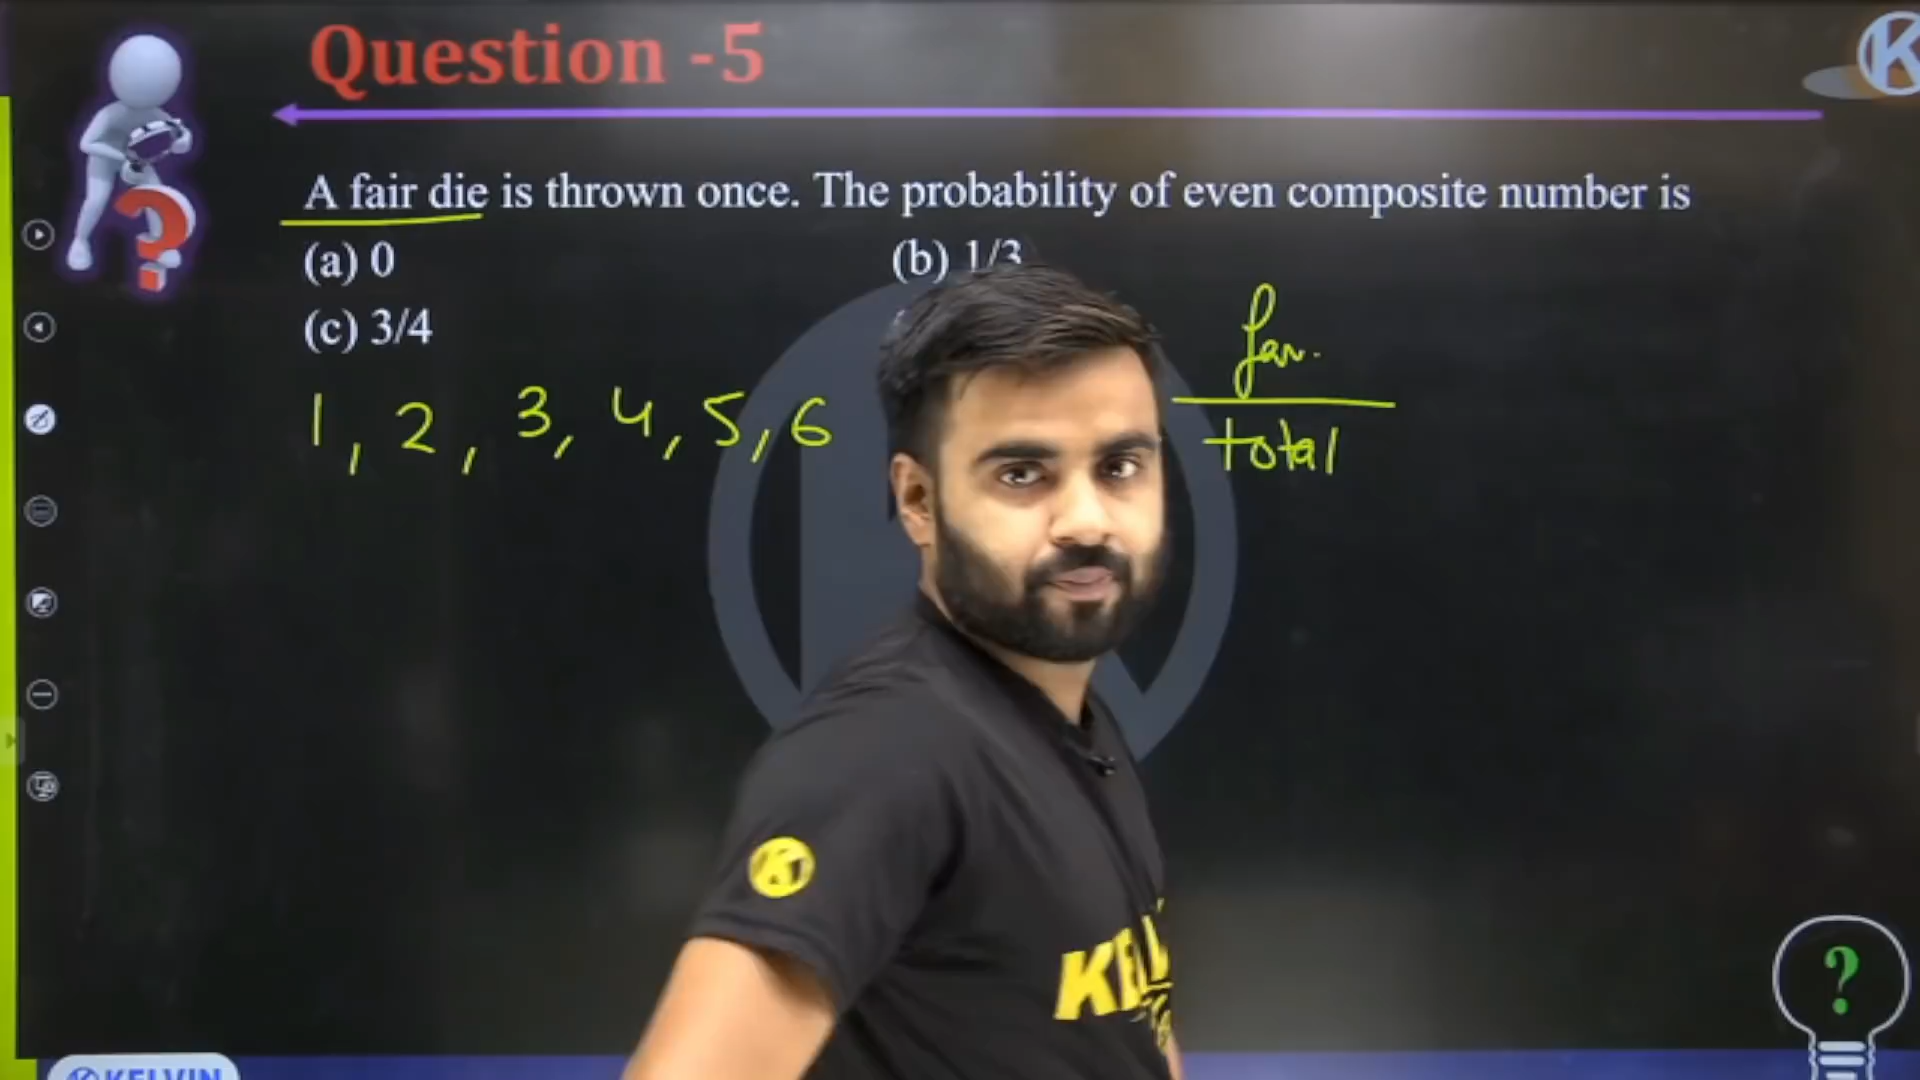 Question -5
A fair die is thrown once. The probability of even composite number is
(a) 0
(b) 1/3
(c) 3/4
fav.
total
1, 2, 3, 4, 5, 6
K
?
KELVIN